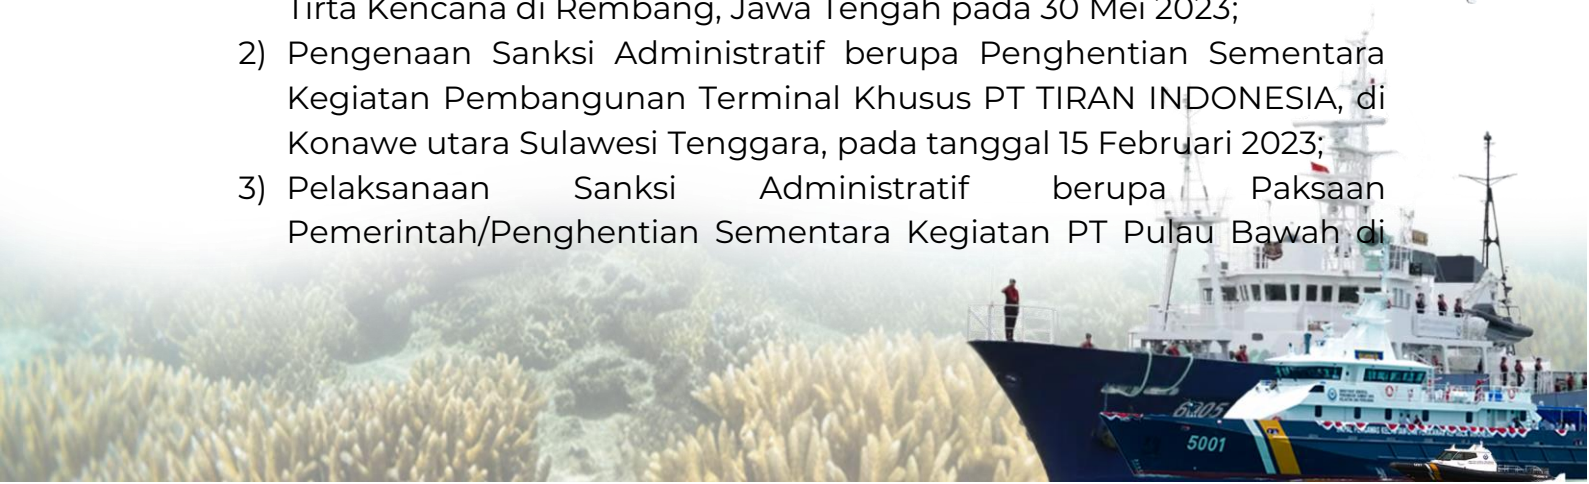 Tirta Kencana di Rembang, Jawa Tengah pada 30 Mei 2023;
2) Pengenaan Sanksi Administratif berupa Penghentian Sementara
Kegiatan Pembangunan Terminal Khusus PT TIRAN INDONESIA, di
Konawe utara Sulawesi Tenggara, pada tanggal 15 Februari 2023;
3) Pelaksanaan Sanksi Administratif berupa Paksaan
Pemerintah/Penghentian Sementara Kegiatan PT Pulau Bawah di
6305
5001